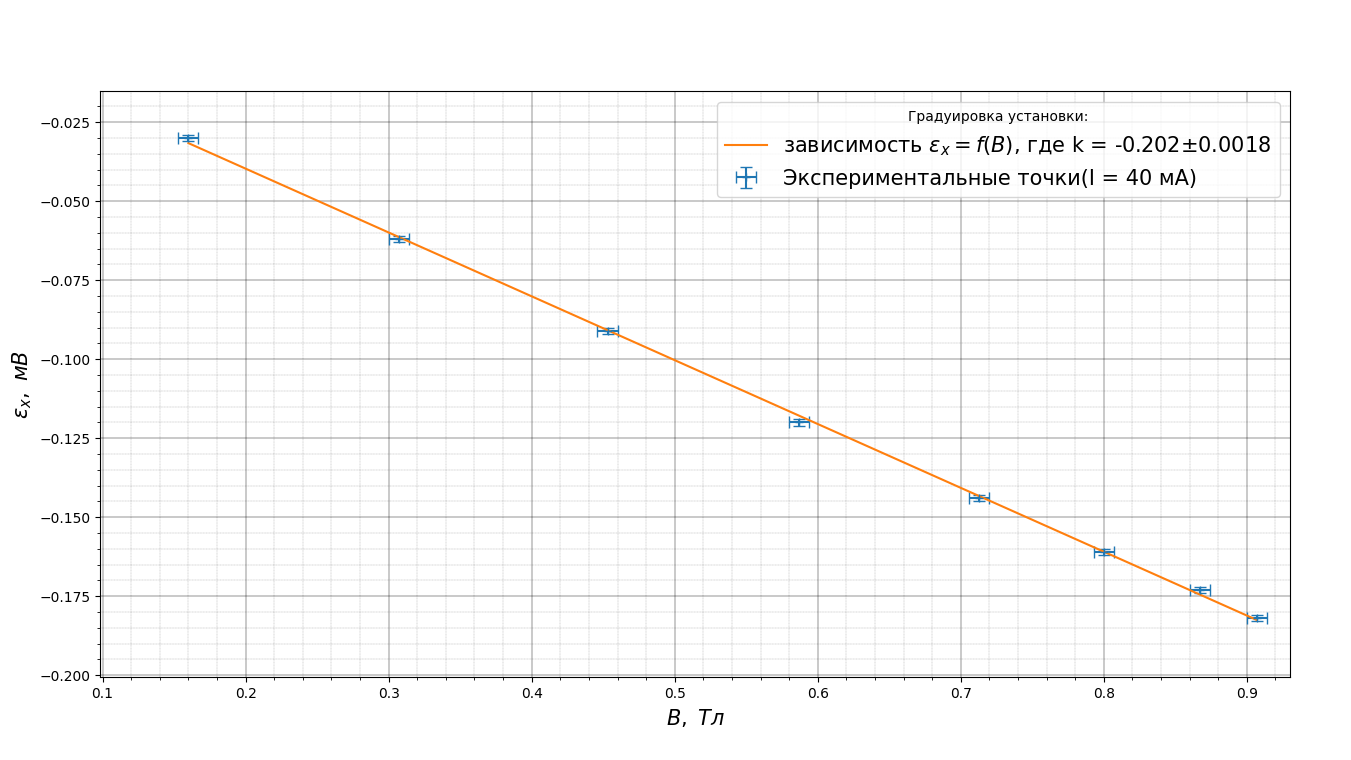 Градуировка установки:
зависимость εₓ = f(B), где k = -0.202±0.0018
Экспериментальные точки(I = 40 мА)
−0.025
−0.050
−0.075
−0.100
−0.125
−0.150
−0.175
−0.200
0.1 0.2 0.3 0.4 0.5 0.6 0.7 0.8 0.9
εₓ, мВ
B, Тл